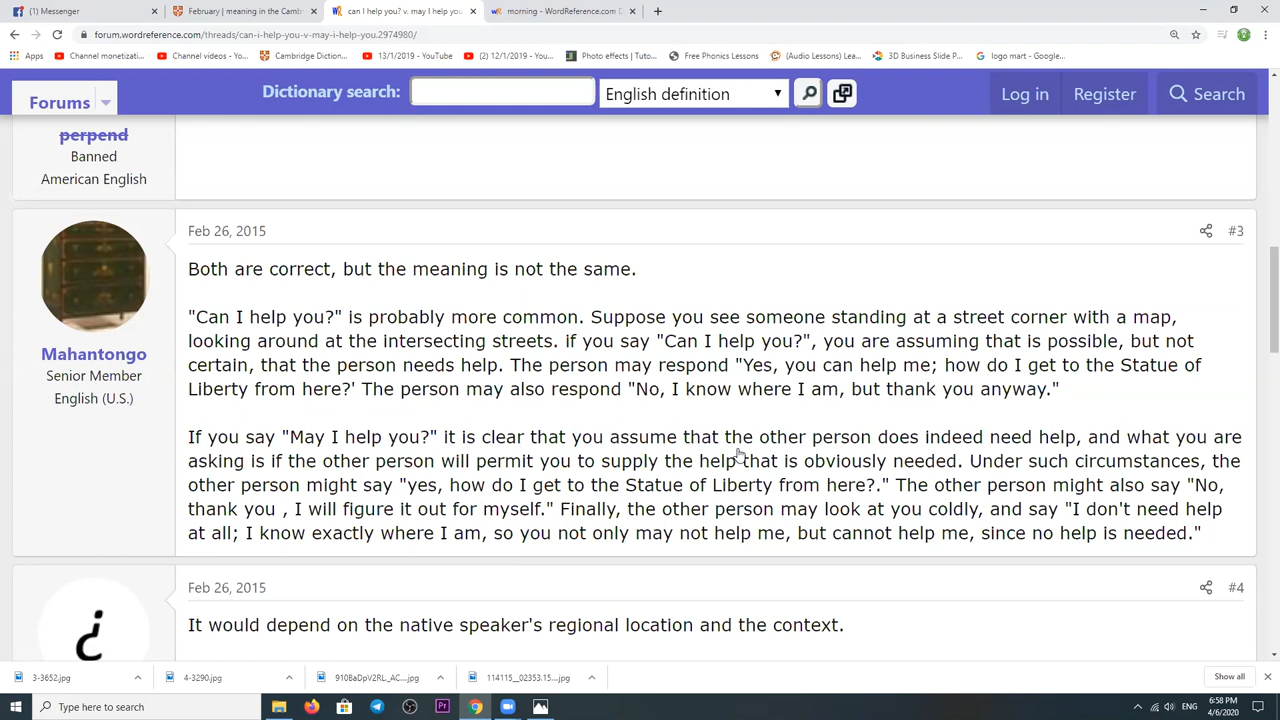 (1) Messenger
February | meaning in the Camb
can I help you? v. may I help you
morning - WordReference.com D
forum.wordreference.com/threads/can-i-help-you-v-may-i-help-you.2974980/
Apps
Channel monetizati...
Channel videos - Yo...
Cambridge Diction...
13/1/2019 - YouTube
(2) 12/1/2019 - YouT
Photo effects | Tuto...
Free Phonics Lessons
(Audio Lessons) Lea...
3D Business Slide P...
logo mart - Goog...
Forums
Dictionary search:
English definition
Log in
Register
Search
perpend
Banned
American English
Feb 26, 2015
#3
Mahantongo
Senior Member
English (U.S.)
Both are correct, but the meaning is not the same.
"Can I help you?" is probably more common. Suppose you see someone standing at a street corner with a map,
looking around at the intersecting streets. if you say "Can I help you?", you are assuming that is possible, but not
certain, that the person needs help. The person may respond "Yes, you can help me; how do I get to the Statue of
Liberty from here?' The person may also respond "No, I know where I am, but thank you anyway."
If you say "May I help you?" it is clear that you assume that the other person does indeed need help, and what you are
asking is if the other person will permit you to supply the help that is obviously needed. Under such circumstances, the
other person might say "yes, how do I get to the Statue of Liberty from here?." The other person might also say "No,
thank you , I will figure it out for myself." Finally, the other person may look at you coldly, and say "I don't need help
at all; I know exactly where I am, so you not only may not help me, but cannot help me, since no help is needed."
Feb 26, 2015
#4
¿
It would depend on the native speaker's regional location and the context.
3-3652.jpg
4-3290.jpg
910BaDpV2RL_AC....jpg
114115__02353.15....jpg
Show all
Type here to search
Pr
ENG
6:58 PM
4/6/2020